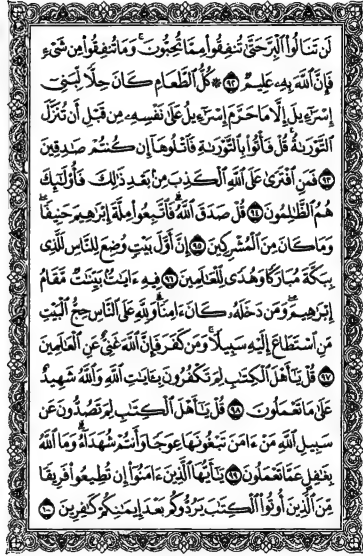 لَن تَنَالُوا۟ ٱلْبِرَّ حَتَّىٰ تُنفِقُوا۟ مِمَّا تُحِبُّونَ ۚ وَمَا تُنفِقُوا۟ مِن شَىْءٍ
فَإِنَّ ٱللَّهَ بِهِۦ عَلِيمٌ ٩٢ ۞ كُلُّ ٱلطَّعَامِ كَانَ حِلًّا لِّبَنِىٓ
إِسْرَٰٓءِيلَ إِلَّا مَا حَرَّمَ إِسْرَٰٓءِيلُ عَلَىٰ نَفْسِهِۦ مِن قَبْلِ أَن تُنَزَّلَ
ٱلتَّوْرَىٰةُ ۗ قُلْ فَأْتُوا۟ بِٱلتَّوْرَىٰةِ فَٱتْلُوهَآ إِن كُنتُمْ صَٰدِقِينَ
٩٣ فَمَنِ ٱفْتَرَىٰ عَلَى ٱللَّهِ ٱلْكَذِبَ مِنۢ بَعْدِ ذَٰلِكَ فَأُو۟لَٰٓئِكَ
هُمُ ٱلظَّٰلِمُونَ ٩٤ قُلْ صَدَقَ ٱللَّهُ ۗ فَٱتَّبِعُوا۟ مِلَّةَ إِبْرَٰهِيمَ حَنِيفًا ۖ
وَمَا كَانَ مِنَ ٱلْمُشْرِكِينَ ٩٥ إِنَّ أَوَّلَ بَيْتٍ وُضِعَ لِلنَّاسِ لَلَّذِى
بِبَكَّةَ مُبَارَكًا وَهُدًى لِّلْعَٰلَمِينَ ٩٦ فِيهِ ءَايَٰتٌۢ بَيِّنَٰتٌ مَّقَامُ
إِبْرَٰهِيمَ ۖ وَمَن دَخَلَهُۥ كَانَ ءَامِنًا ۗ وَلِلَّهِ عَلَى ٱلنَّاسِ حِجُّ ٱلْبَيْتِ
مَنِ ٱسْتَطَاعَ إِلَيْهِ سَبِيلًا ۚ وَمَن كَفَرَ فَإِنَّ ٱللَّهَ غَنِىٌّ عَنِ ٱلْعَٰلَمِينَ
٩٧ قُلْ يَٰٓأَهْلَ ٱلْكِتَٰبِ لِمَ تَكْفُرُونَ بِـَٔايَٰتِ ٱللَّهِ وَٱللَّهُ شَهِيدٌ
عَلَىٰ مَا تَعْمَلُونَ ٩٨ قُلْ يَٰٓأَهْلَ ٱلْكِتَٰبِ لِمَ تَصُدُّونَ عَن
سَبِيلِ ٱللَّهِ مَنْ ءَامَنَ تَبْغُونَهَا عِوَجًا وَأَنتُمْ شُهَدَآءُ ۗ وَمَا ٱللَّهُ
بِغَٰفِلٍ عَمَّا تَعْمَلُونَ ٩٩ يَٰٓأَيُّهَا ٱلَّذِينَ ءَامَنُوٓا۟ إِن تُطِيعُوا۟ فَرِيقًا
مِّنَ ٱلَّذِينَ أُوتُوا۟ ٱلْكِتَٰبَ يَرُدُّوكُم بَعْدَ إِيمَٰنِكُمْ كَٰفِرِينَ ١٠٠